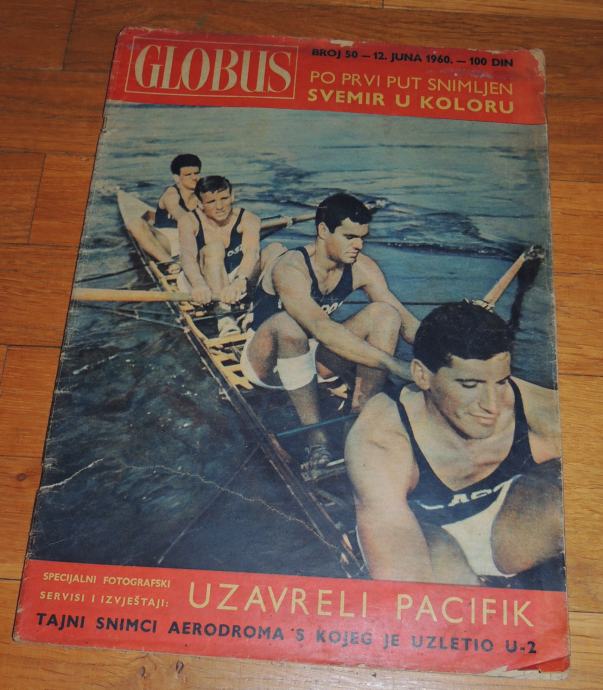 GLOBUS
BROJ 50 — 12. JUNA 1960. — 100 DIN
PO PRVI PUT SNIMLJEN
SVEMIR U KOLORU
SPECIJALNI FOTOGRAFSKI
SERVISI I IZVJEŠTAJI:
UZAVRELI PACIFIK
TAJNI SNIMCI AERODROMA S KOJEG JE UZLETIO U-2